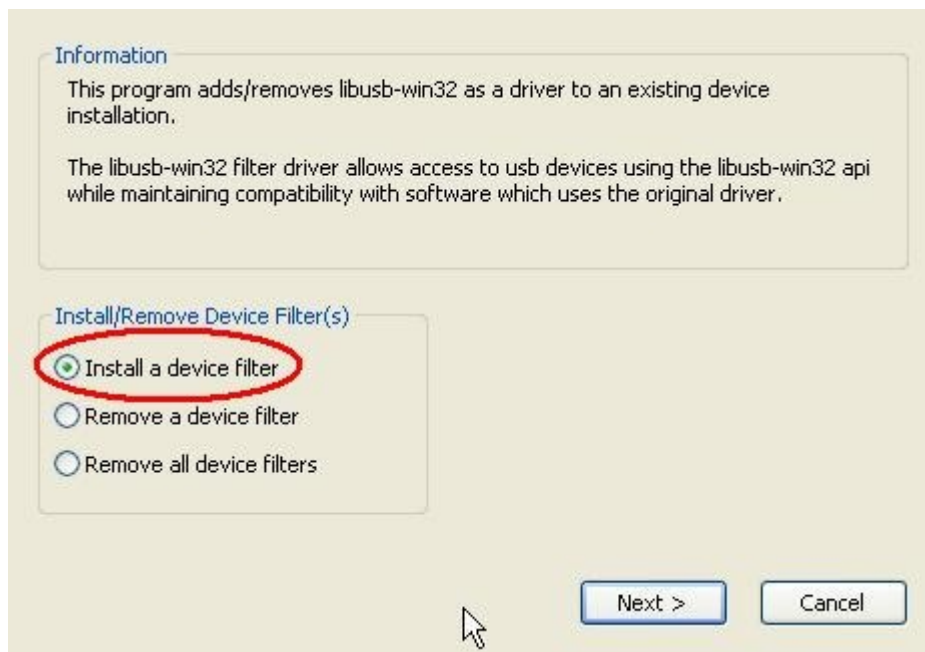 Information
This program adds/removes libusb-win32 as a driver to an existing device
installation.
The libusb-win32 filter driver allows access to usb devices using the libusb-win32 api
while maintaining compatibility with software which uses the original driver.
Install/Remove Device Filter(s)
Install a device filter
Remove a device filter
Remove all device filters
Next >
Cancel